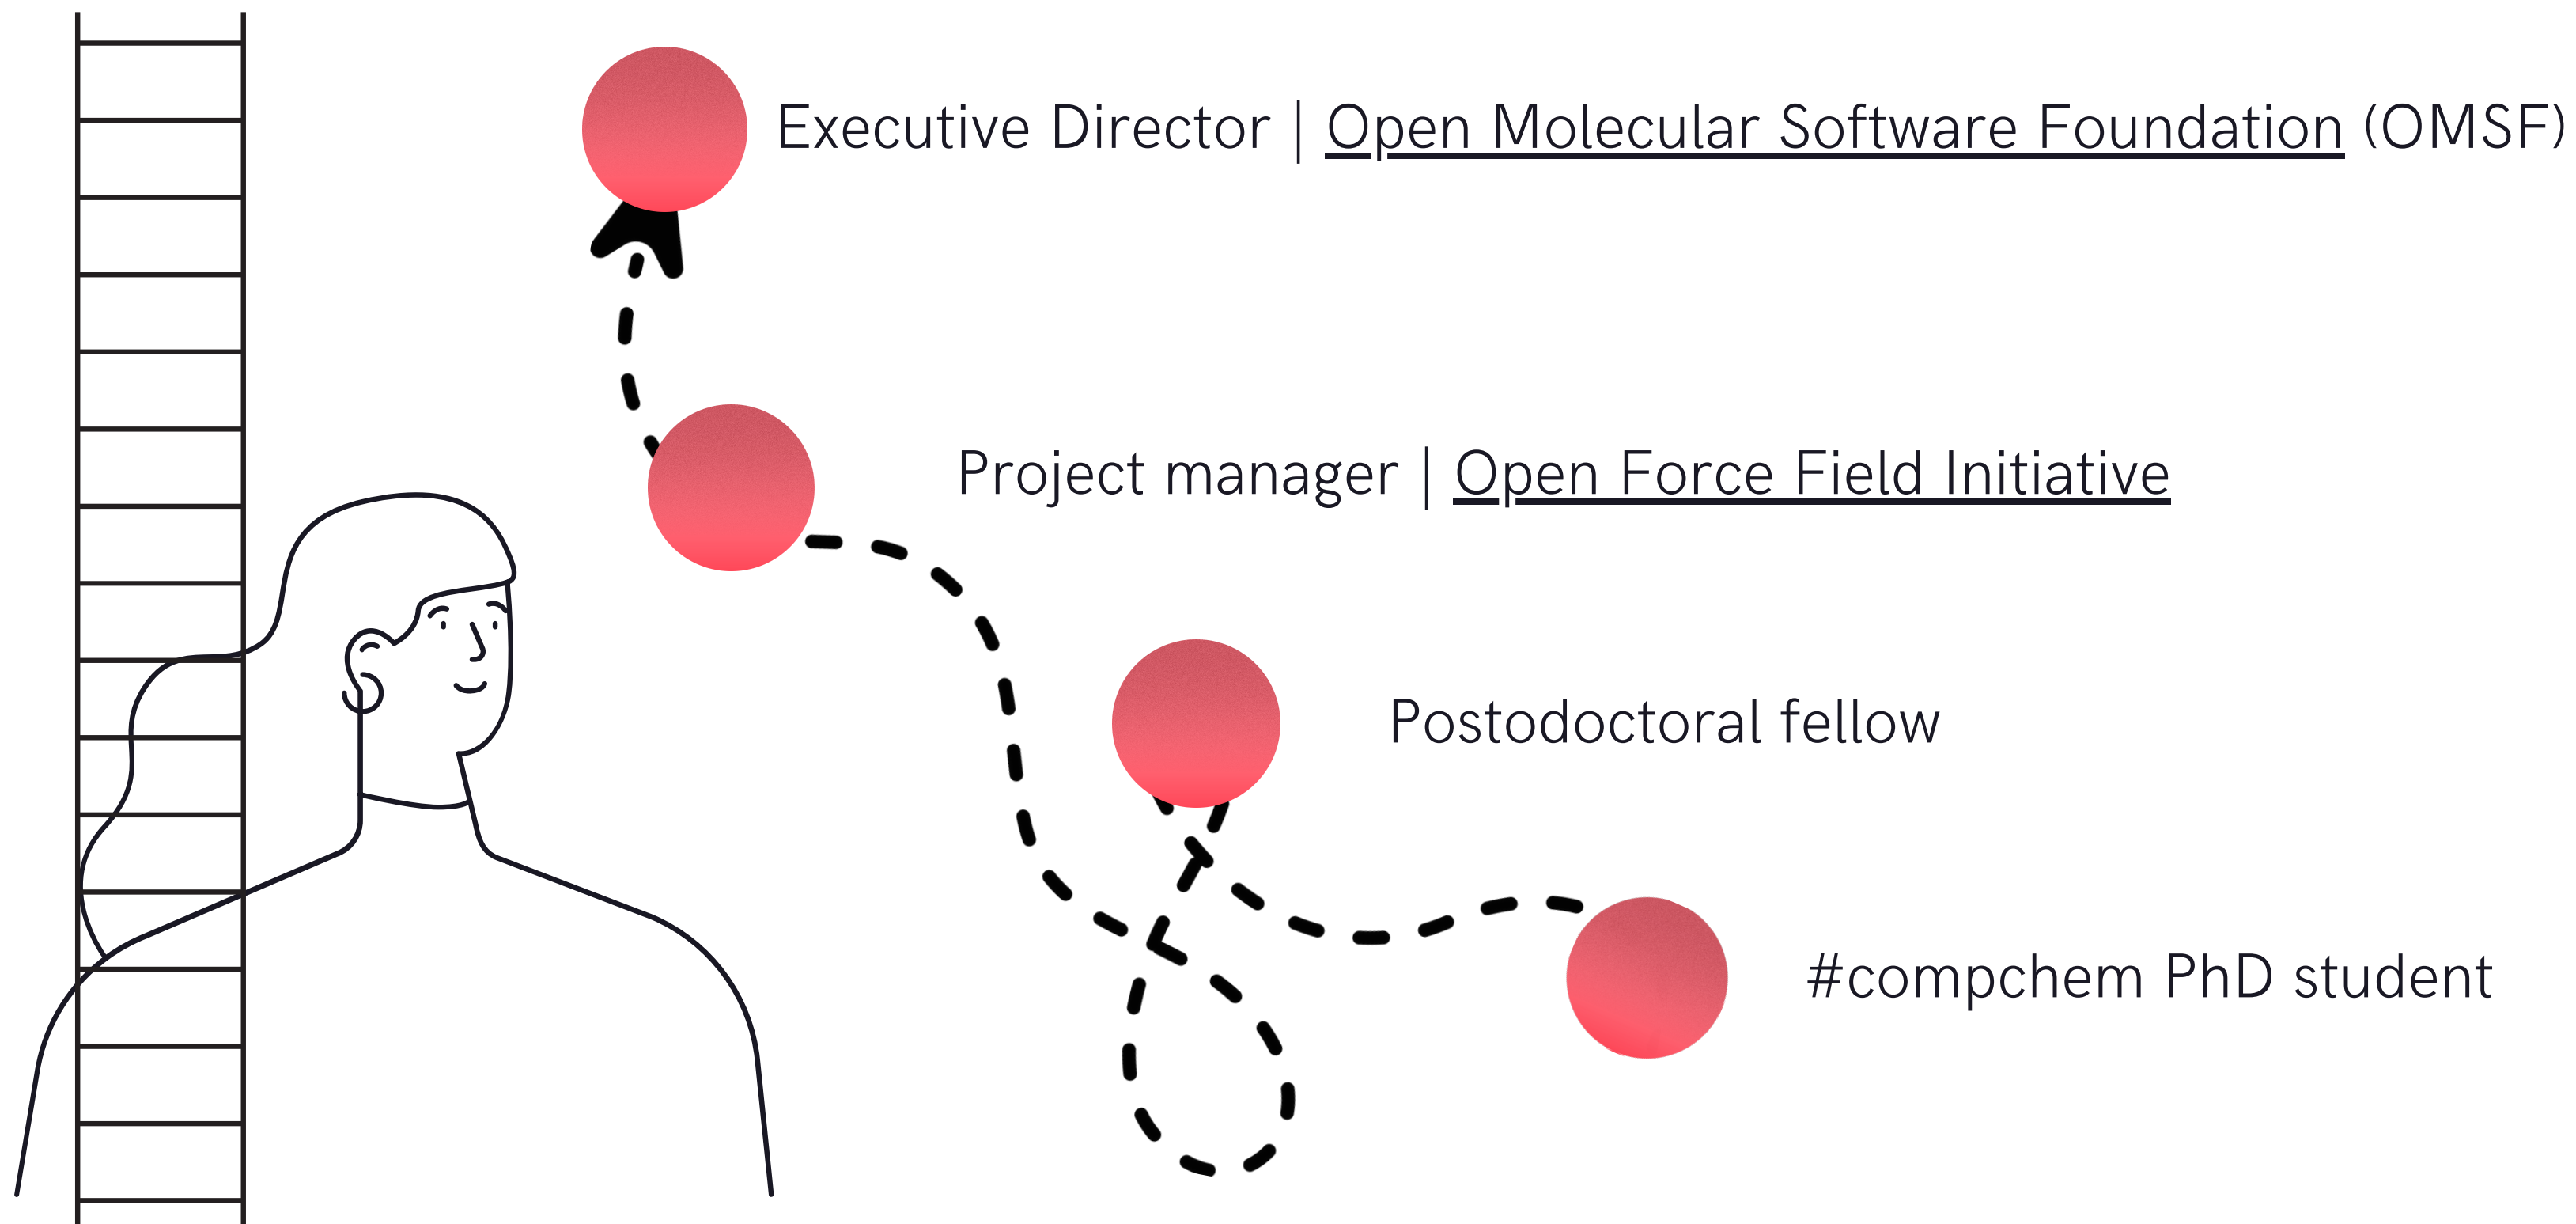 Executive Director | Open Molecular Software Foundation (OMSF)
Project manager | Open Force Field Initiative
Postodoctoral fellow
#compchem PhD student